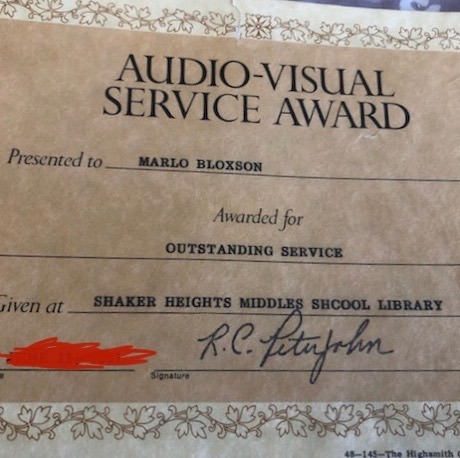 AUDIO-VISUAL
SERVICE AWARD
Presented to MARLO BLOXSON
Awarded for
OUTSTANDING SERVICE
Given at SHAKER HEIGHTS MIDDLES SHCOOL LIBRARY
R.C. Peterjohn
Signature
48-145—The Highsmith